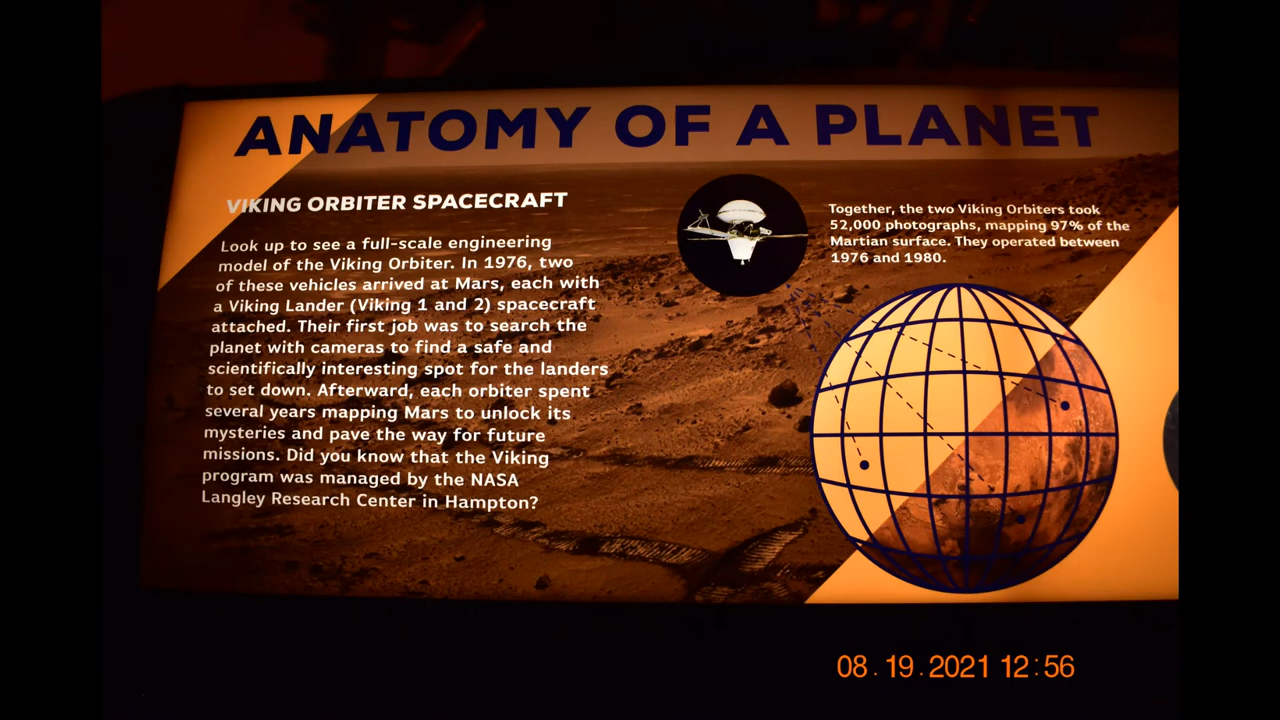 ANATOMY OF A PLANET
VIKING ORBITER SPACECRAFT
Look up to see a full-scale engineering
model of the Viking Orbiter. In 1976, two
of these vehicles arrived at Mars, each with
a Viking Lander (Viking 1 and 2) spacecraft
attached. Their first job was to search the
planet with cameras to find a safe and
scientifically interesting spot for the landers
to set down. Afterward, each orbiter spent
several years mapping Mars to unlock its
mysteries and pave the way for future
missions. Did you know that the Viking
program was managed by the NASA
Langley Research Center in Hampton?
Together, the two Viking Orbiters took
52,000 photographs, mapping 97% of the
Martian surface. They operated between
1976 and 1980.
08.19.2021 12:56